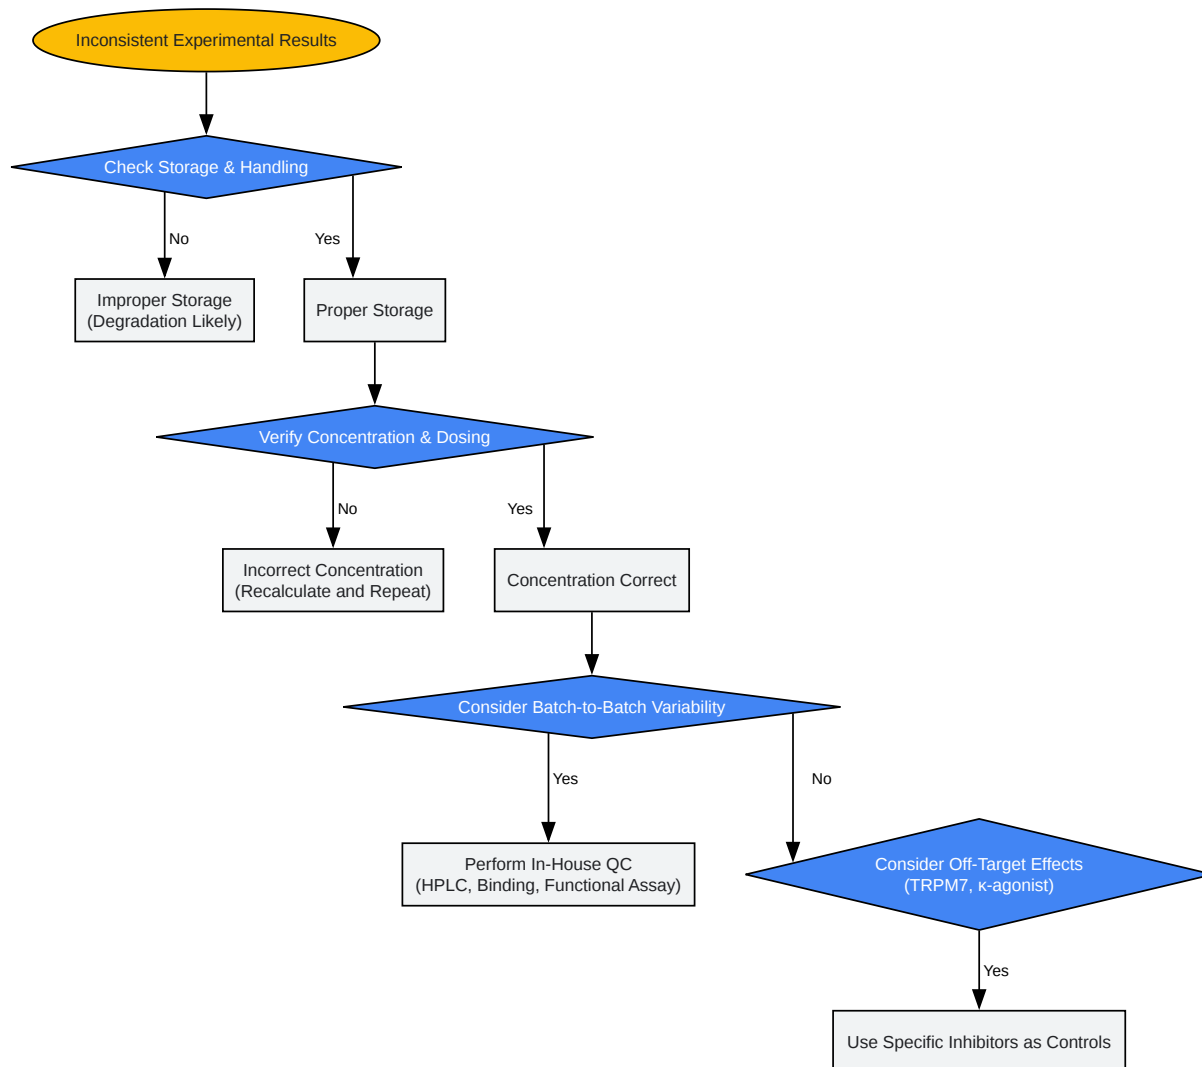 Inconsistent Experimental Results
Check Storage & Handling
No
Yes
Improper Storage
(Degradation Likely)
Proper Storage
Verify Concentration & Dosing
No
Yes
Incorrect Concentration
(Recalculate and Repeat)
Concentration Correct
Consider Batch-to-Batch Variability
Yes
No
Perform In-House QC
(HPLC, Binding, Functional Assay)
Consider Off-Target Effects
(TRPM7, κ-agonist)
Yes
Use Specific Inhibitors as Controls